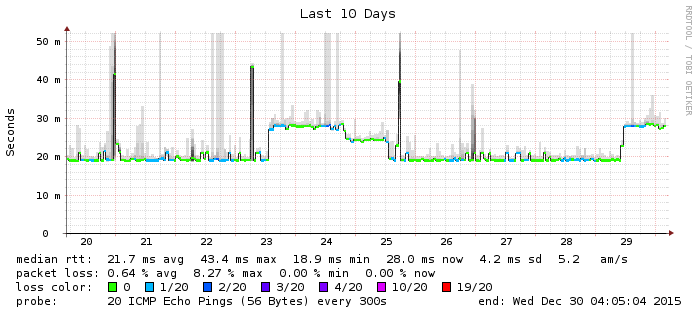 Last 10 Days
RRDTOOL / TOBI OETIKER
Seconds
50 m
40 m
30 m
20 m
10 m
0
20 21 22 23 24 25 26 27 28 29
median rtt: 21.7 ms avg 43.4 ms max 18.9 ms min 28.0 ms now 4.2 ms sd 5.2 am/s
packet loss: 0.64 % avg 8.27 % max 0.00 % min 0.00 % now
loss color: 0 1/20 2/20 3/20 4/20 10/20 19/20
probe: 20 ICMP Echo Pings (56 Bytes) every 300s end: Wed Dec 30 04:05:04 2015